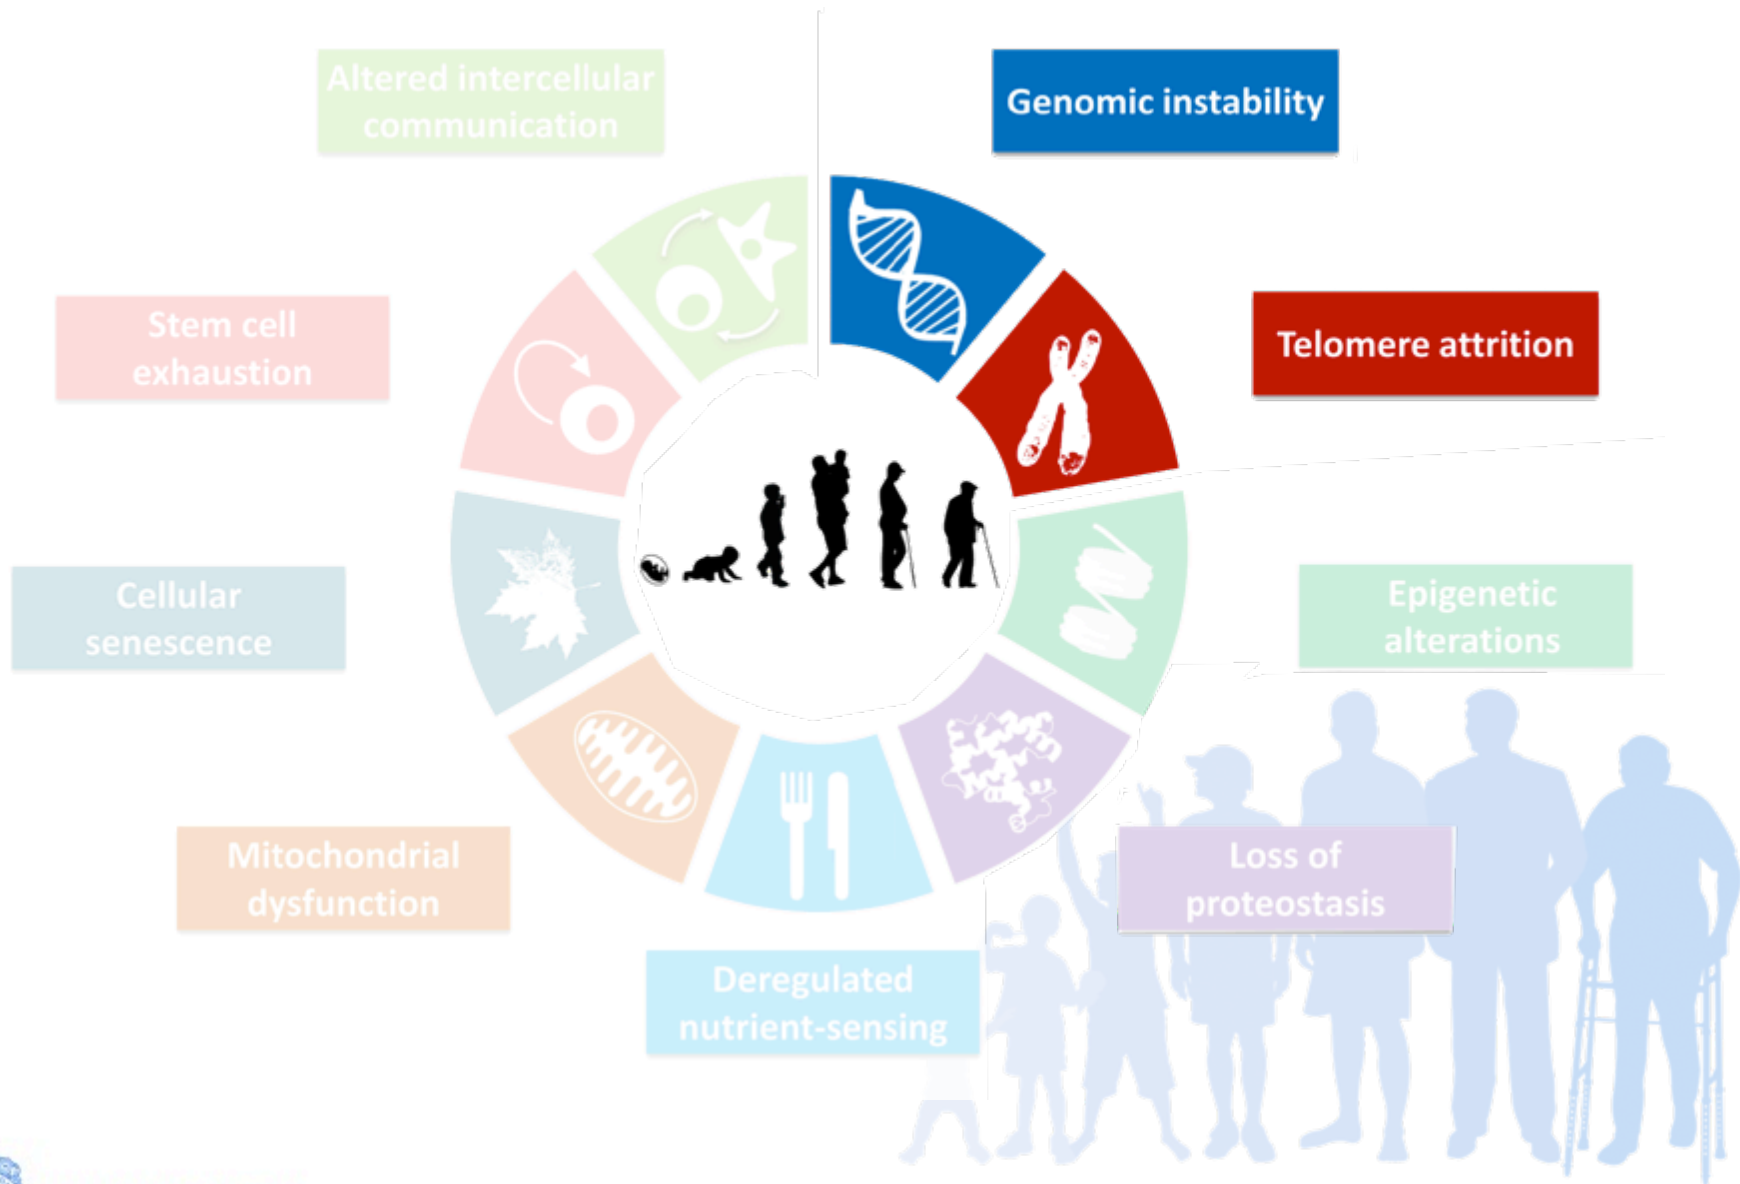 Altered intercellular
communication
Genomic instability
Stem cell
exhaustion
Telomere attrition
Cellular
senescence
Epigenetic
alterations
Mitochondrial
dysfunction
Loss of
proteostasis
Deregulated
nutrient-sensing